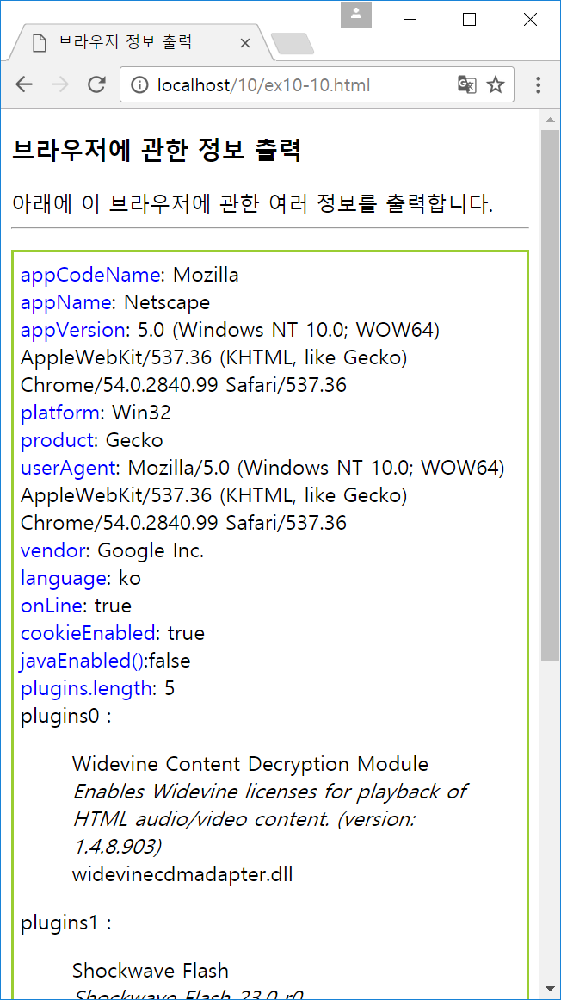 브라우저 정보 출력
localhost/10/ex10-10.html
브라우저에 관한 정보 출력
아래에 이 브라우저에 관한 여러 정보를 출력합니다.
appCodeName: Mozilla
appName: Netscape
appVersion: 5.0 (Windows NT 10.0; WOW64)
AppleWebKit/537.36 (KHTML, like Gecko)
Chrome/54.0.2840.99 Safari/537.36
platform: Win32
product: Gecko
userAgent: Mozilla/5.0 (Windows NT 10.0; WOW64)
AppleWebKit/537.36 (KHTML, like Gecko)
Chrome/54.0.2840.99 Safari/537.36
vendor: Google Inc.
language: ko
onLine: true
cookieEnabled: true
javaEnabled():false
plugins.length: 5
plugins0 :
Widevine Content Decryption Module
Enables Widevine licenses for playback of
HTML audio/video content. (version:
1.4.8.903)
widevinecdmadapter.dll
plugins1 :
Shockwave Flash
Shockwave Flash 23.0 r0